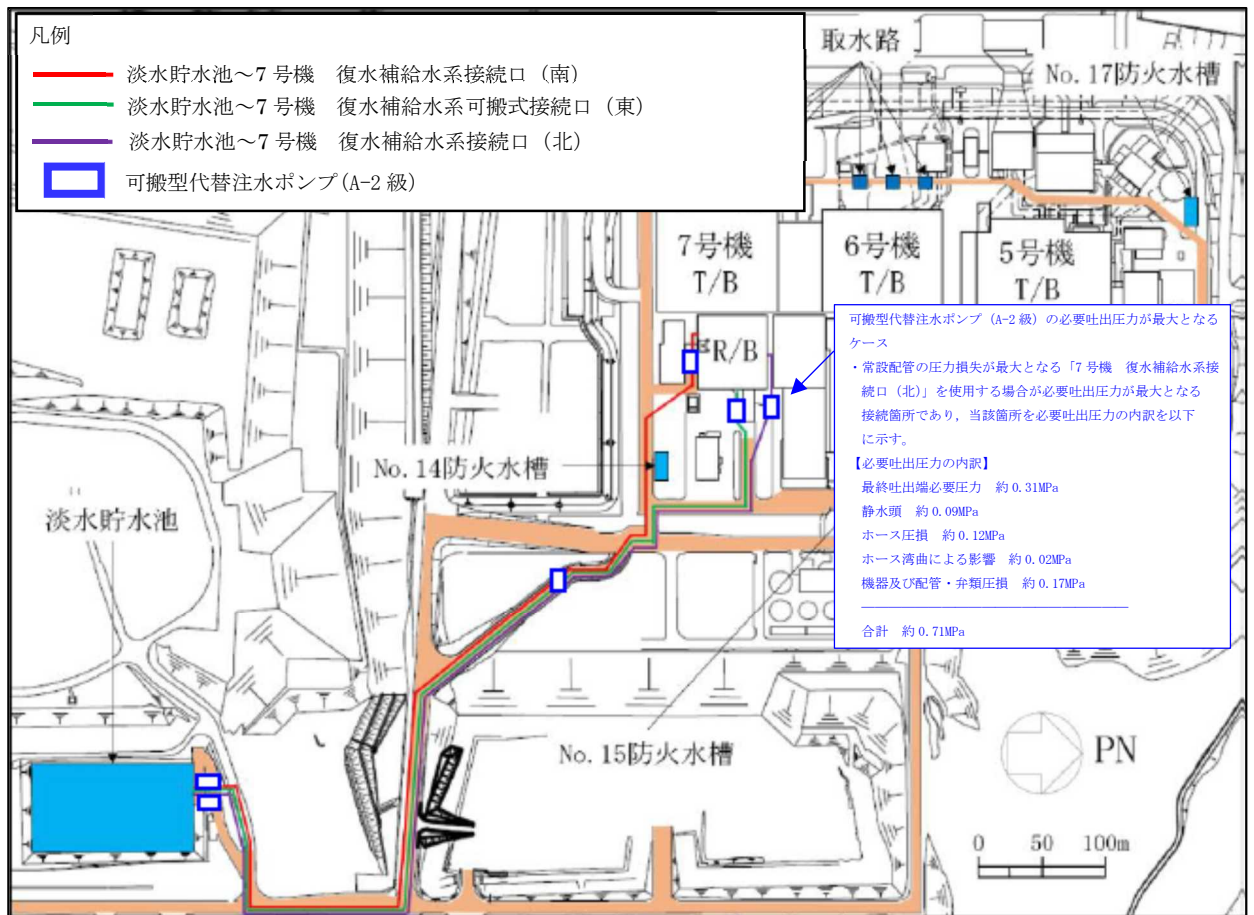 凡例
淡水貯水池～7号機　復水補給水系接続口（南）
淡水貯水池～7号機　復水補給水系可搬式接続口（東）
淡水貯水池～7号機　復水補給水系接続口（北）
可搬型代替注水ポンプ(A-2級)
取水路
No.17防火水槽
7号機
T/B
6号機
T/B
5号機
T/B
R/B
可搬型代替注水ポンプ（A-2級）の必要吐出圧力が最大となる
ケース
・常設配管の圧力損失が最大となる「7号機　復水補給水系接
続口（北）」を使用する場合が必要吐出圧力が最大となる
接続箇所であり，当該箇所を必要吐出圧力の内訳を以下
に示す。
【必要吐出圧力の内訳】
最終吐出端必要圧力　約0.31MPa
静水頭　約0.09MPa
ホース圧損　約0.12MPa
ホース湾曲による影響　約0.02MPa
機器及び配管・弁類圧損　約0.17MPa
合計　約0.71MPa
No.14防火水槽
淡水貯水池
No.15防火水槽
PN
0　50　100m